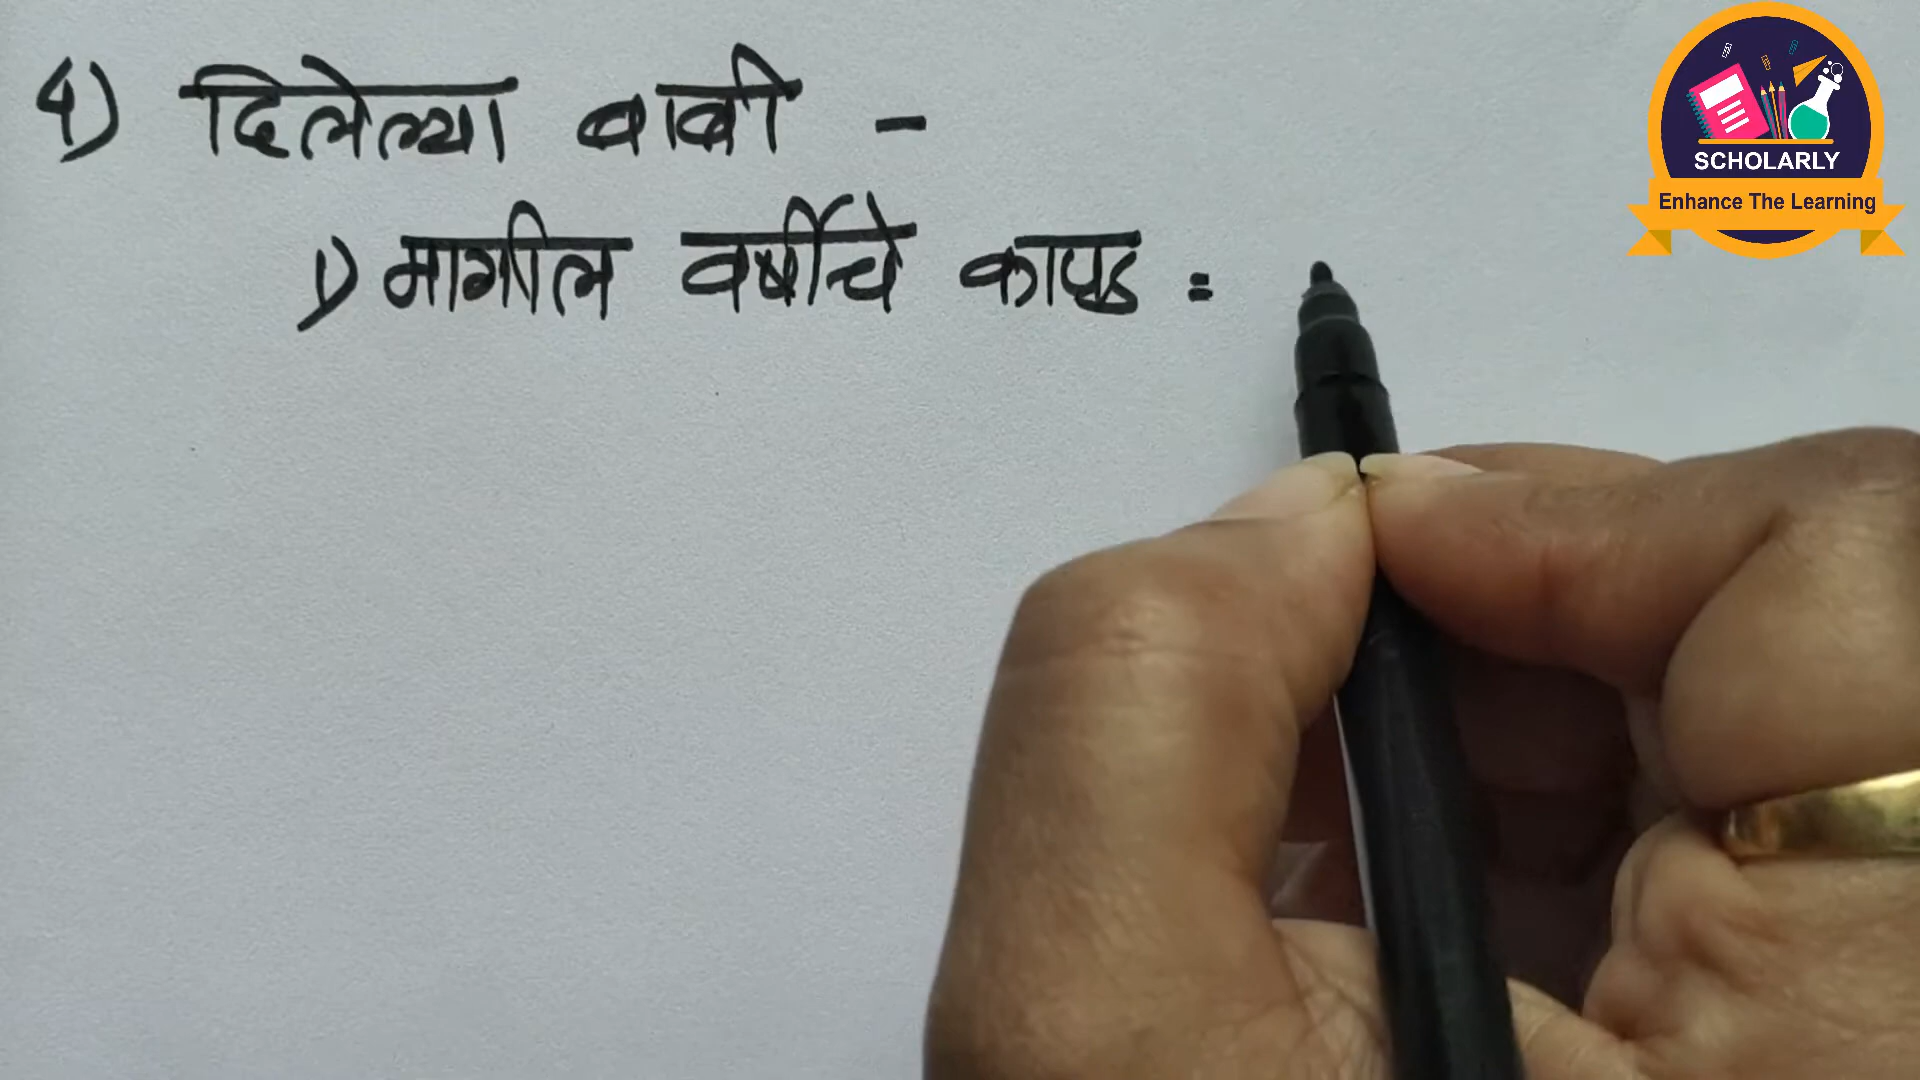 4) दिलेल्या बाबी -
1) मागील वर्षीचे कापड =
SCHOLARLY
Enhance The Learning